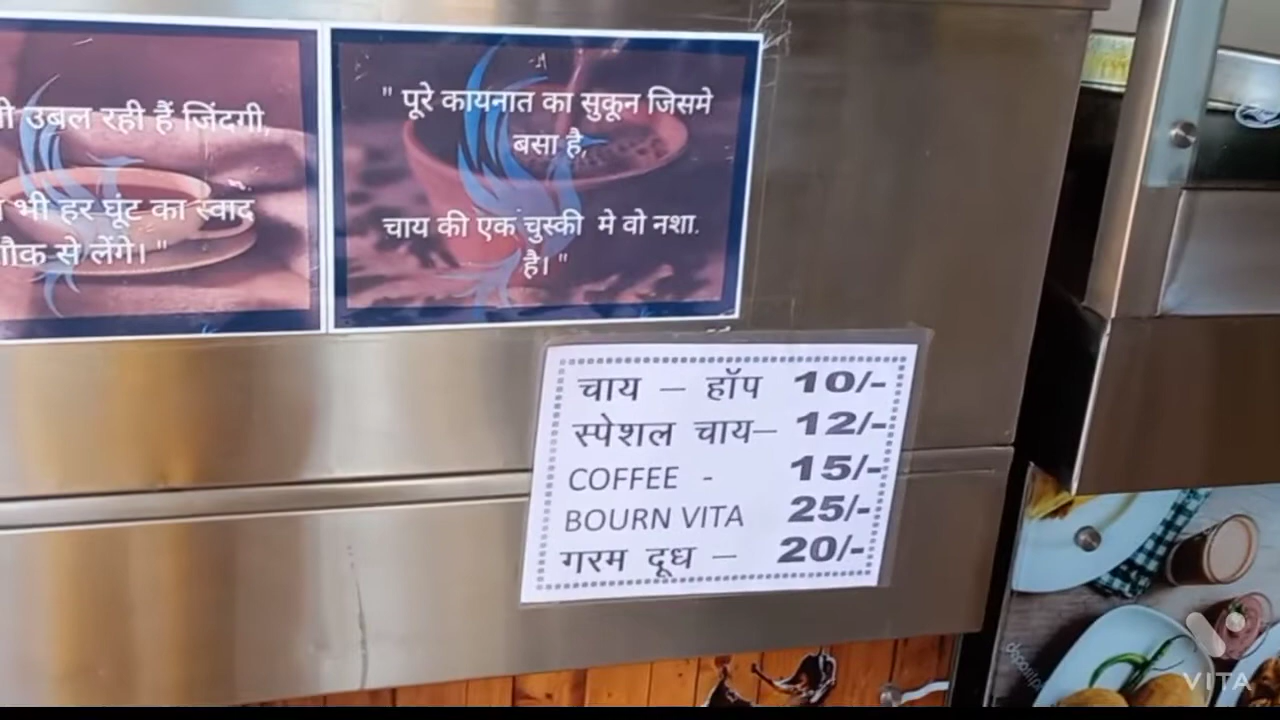 उबल रही हैं जिंदगी,
भी हर घूंट का स्वाद
से लेंगे। "
" पूरे कायनात का सुकून जिसमे
बसा है,
चाय की एक चुस्की मे वो नशा.
है। "
चाय – हॉप 10/-
स्पेशल चाय– 12/-
COFFEE - 15/-
BOURN VITA 25/-
गरम दूध – 20/-
VITA